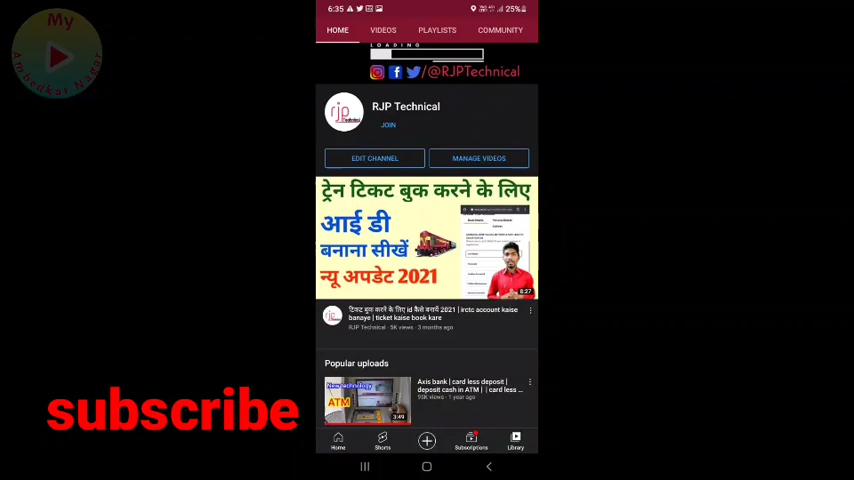 My
Ambedkar Nagar
6:35
25%
HOME VIDEOS PLAYLISTS COMMUNITY
LOADING
/@RJPTechnical
rjp
RJP Technical
JOIN
EDIT CHANNEL MANAGE VIDEOS
ट्रेन टिकट बुक करने के लिए
आई डी
बनाना सीखें
न्यू अपडेट 2021
8:27
टिकट बुक करने के लिए id कैसे बनायें 2021 | irctc account kaise
banaye | ticket kaise book kare
RJP Technical · 5K views · 3 months ago
Popular uploads
New technology
ATM
3:49
Axis bank | card less deposit |
deposit cash in ATM | | card less ...
95K views · 1 year ago
subscribe
Home Shorts Subscriptions Library